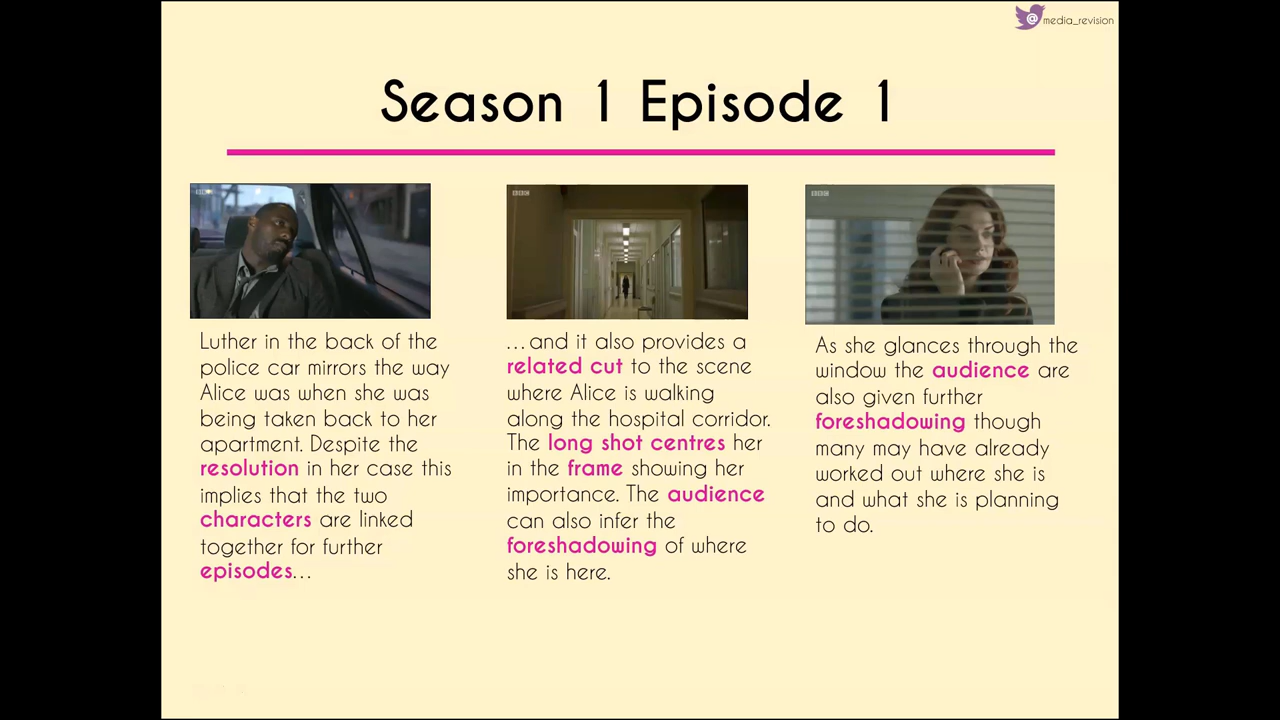 @media_revision
Season 1 Episode 1
BBC
BBC
BBC
Luther in the back of the
police car mirrors the way
Alice was when she was
being taken back to her
apartment. Despite the
resolution in her case this
implies that the two
characters are linked
together for further
episodes...
...and it also provides a
related cut to the scene
where Alice is walking
along the hospital corridor.
The long shot centres her
in the frame showing her
importance. The audience
can also infer the
foreshadowing of where
she is here.
As she glances through the
window the audience are
also given further
foreshadowing though
many may have already
worked out where she is
and what she is planning
to do.